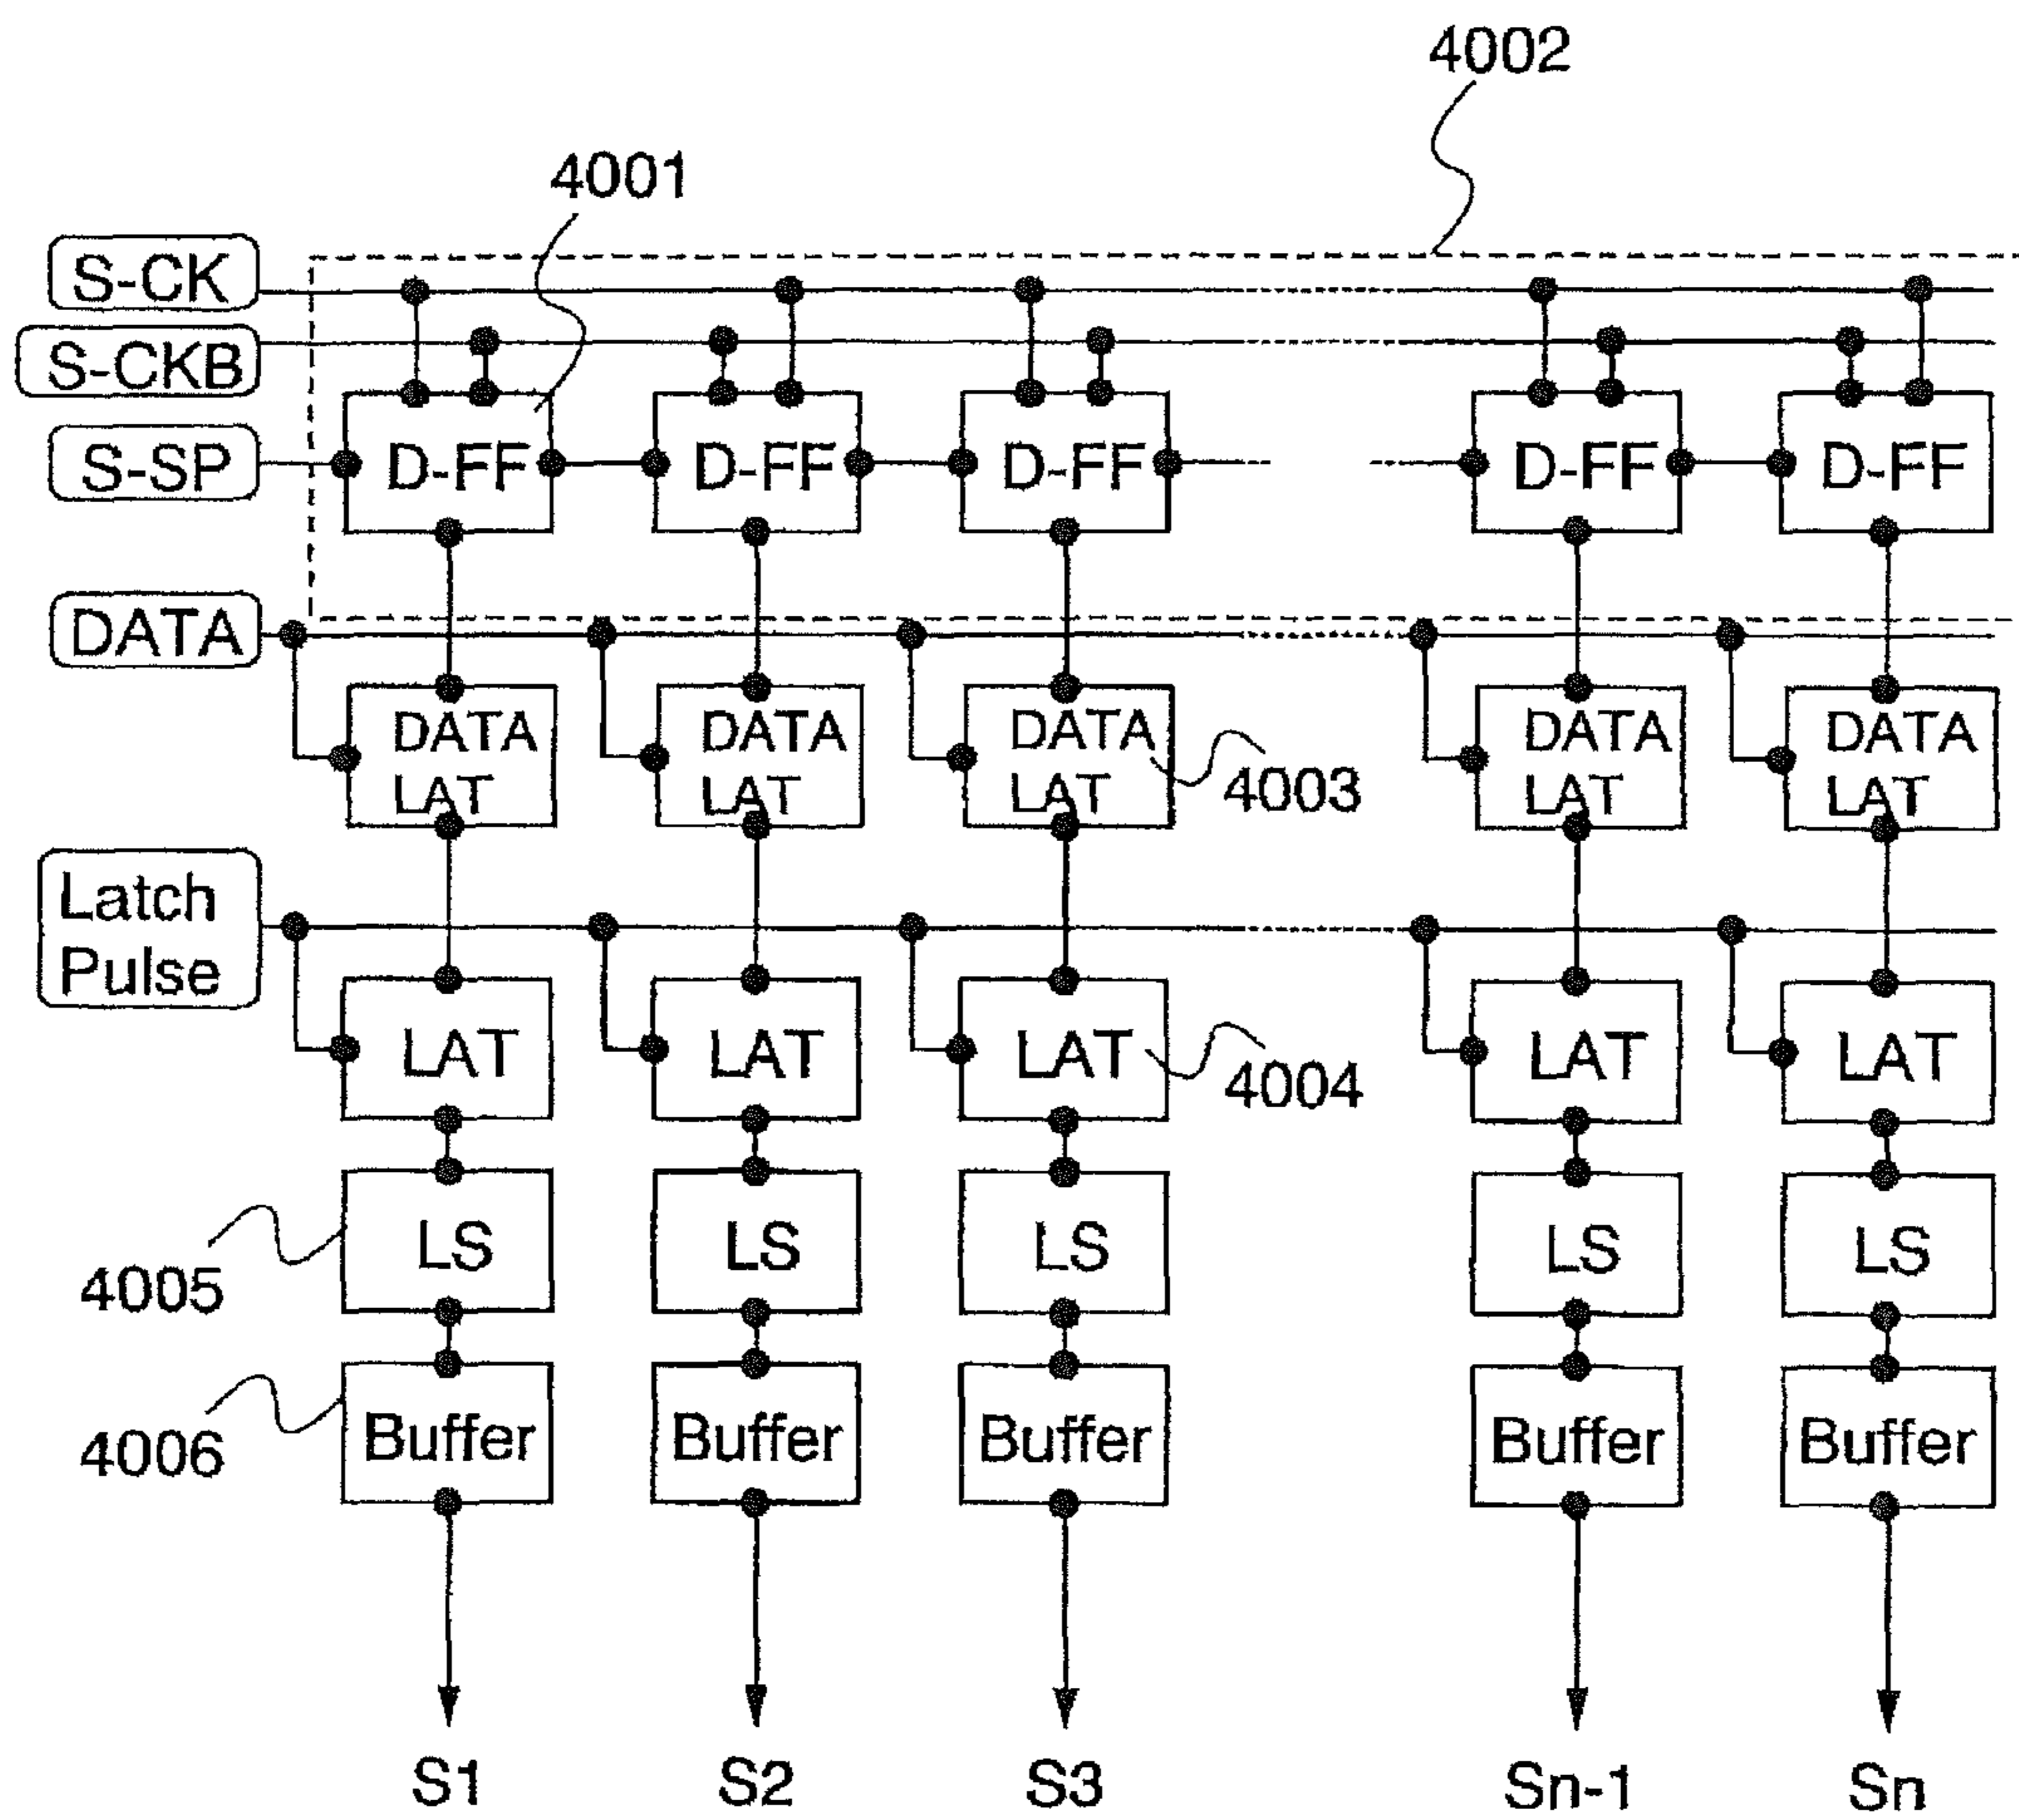 4002
4001
S-CK
S-CKB
S-SP
D-FF D-FF D-FF D-FF D-FF
DATA
DATA LAT DATA LAT DATA LAT DATA LAT DATA LAT
4003
Latch Pulse
LAT LAT LAT LAT LAT
4004
LS LS LS LS LS
4005
Buffer Buffer Buffer Buffer Buffer
4006
S1 S2 S3 Sn-1 Sn